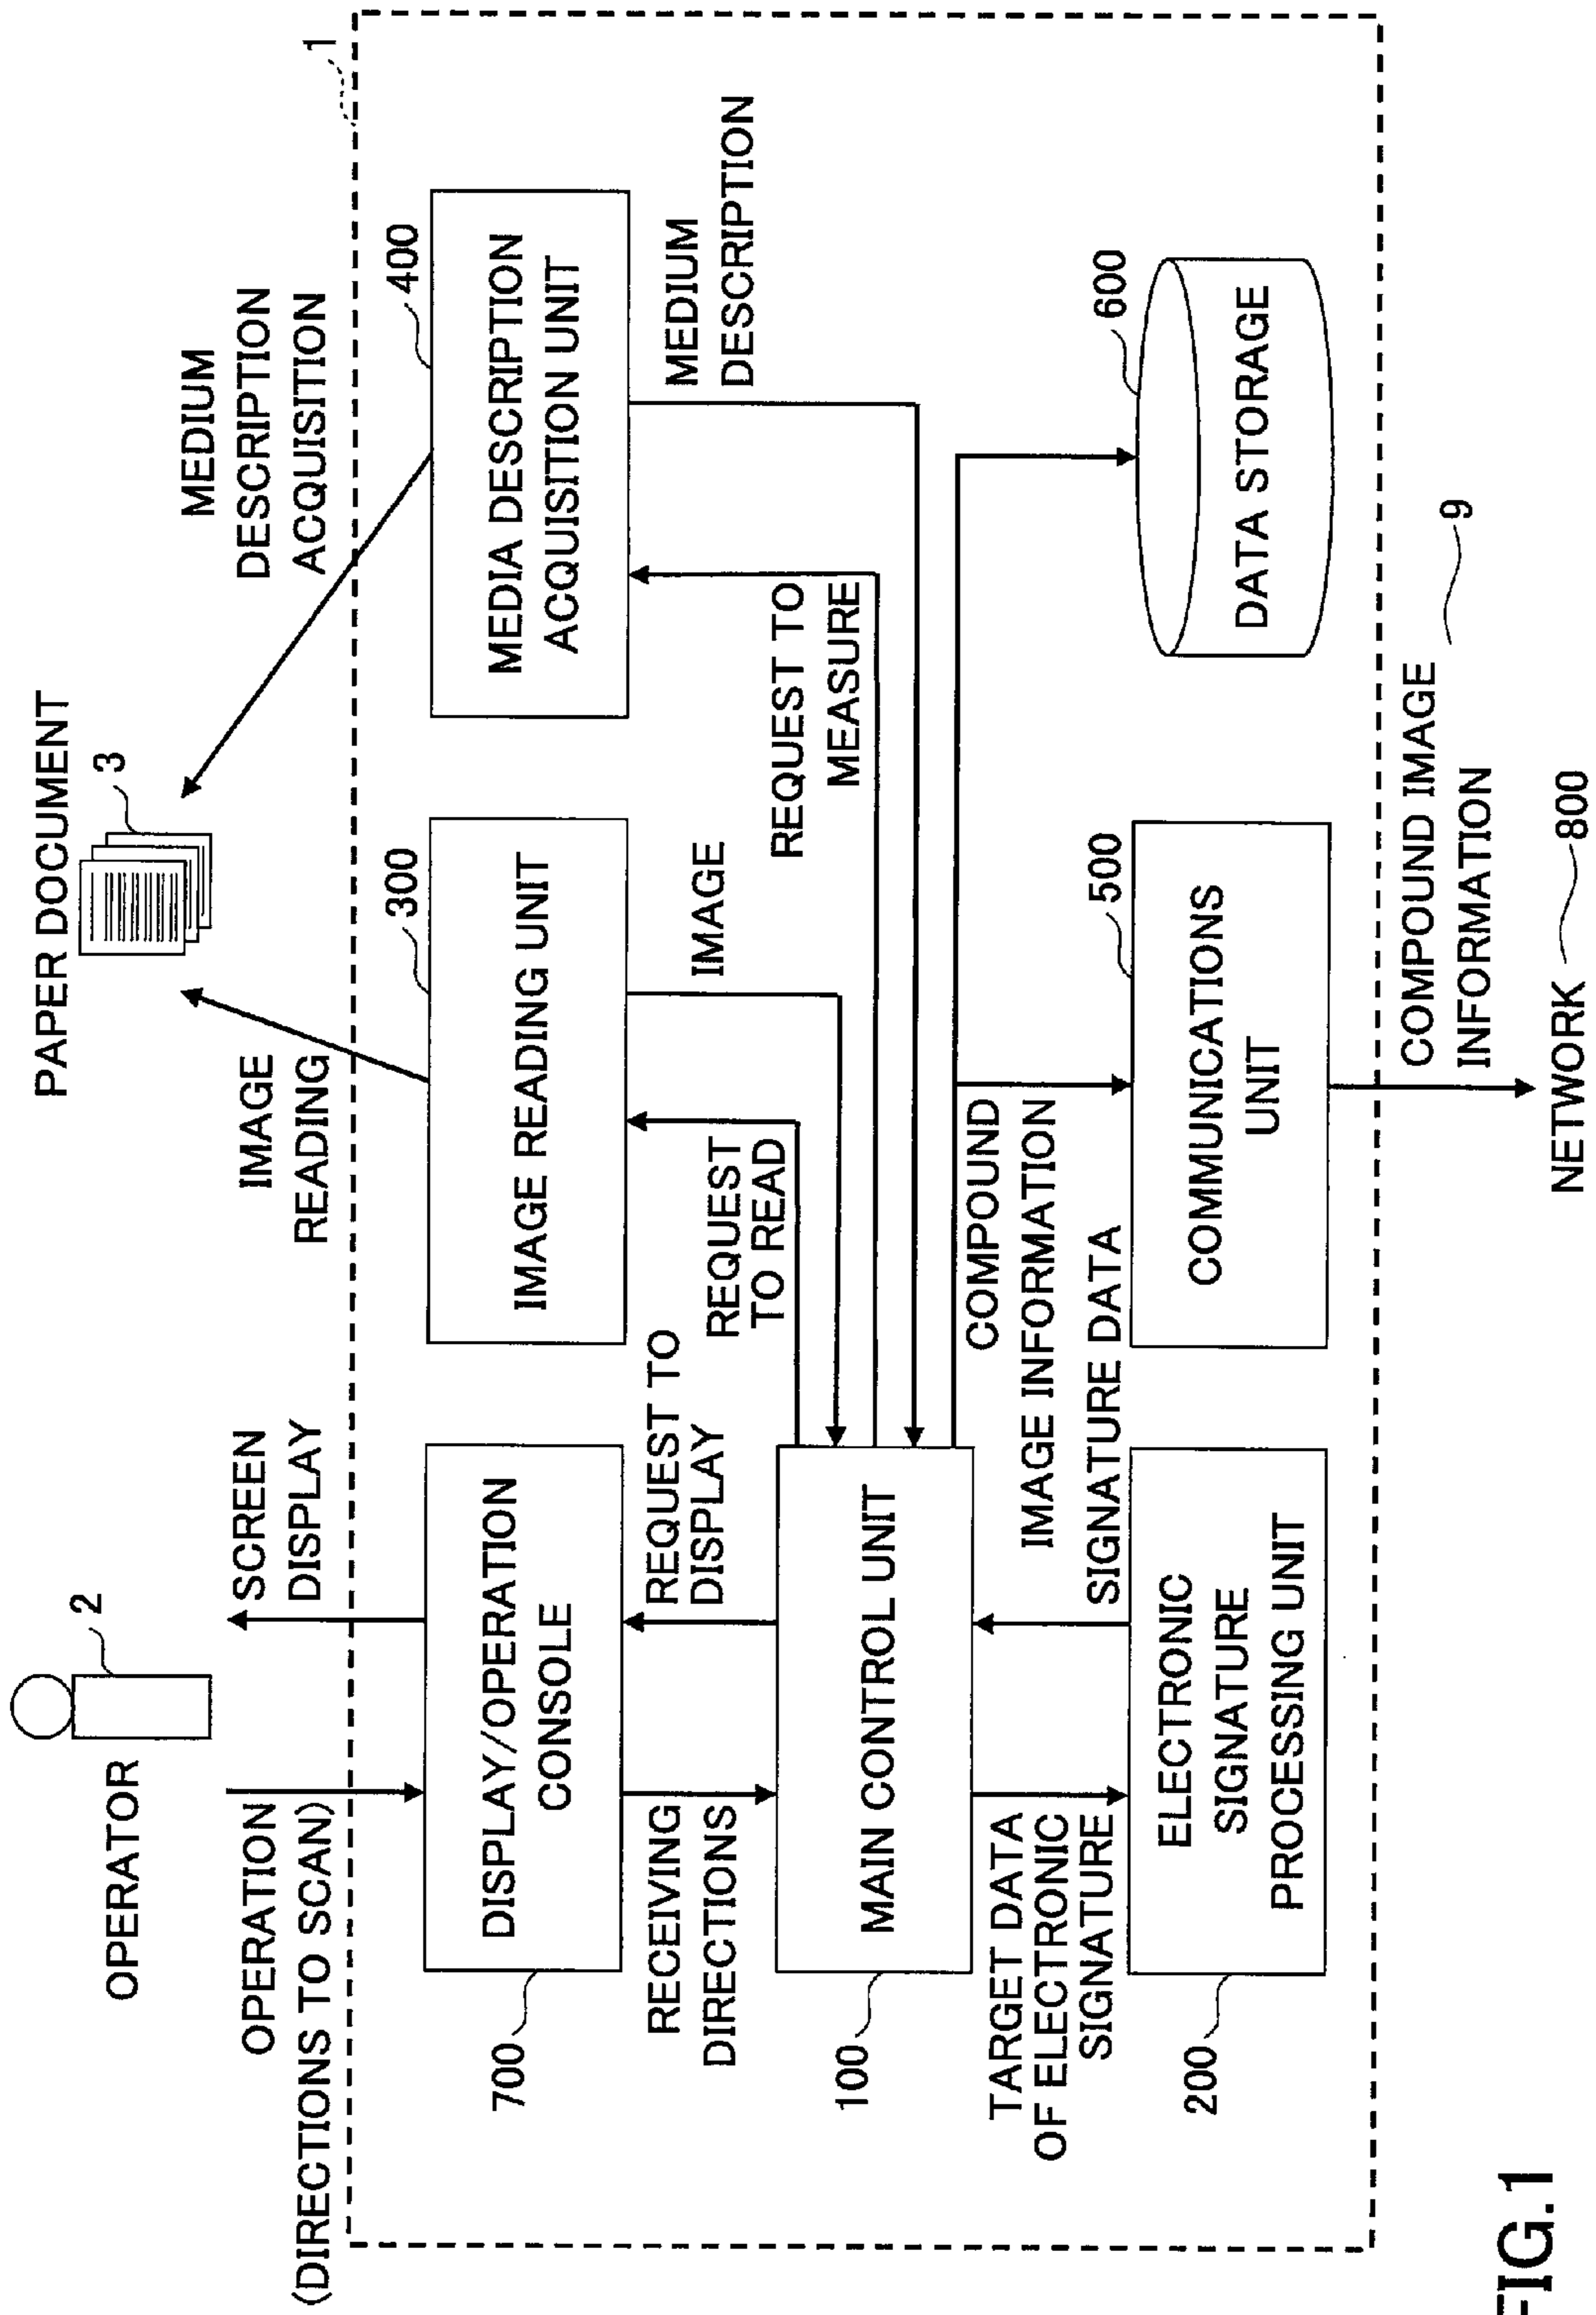 FIG.1
OPERATOR
2
PAPER DOCUMENT
3
OPERATION
(DIRECTIONS TO SCAN)
SCREEN
DISPLAY
IMAGE
READING
MEDIUM
DESCRIPTION
ACQUISITION
1
700
DISPLAY/OPERATION
CONSOLE
300
IMAGE READING UNIT
400
MEDIA DESCRIPTION
ACQUISITION UNIT
RECEIVING
DIRECTIONS
REQUEST TO
DISPLAY
REQUEST
TO READ
IMAGE
REQUEST TO
MEASURE
MEDIUM
DESCRIPTION
100
MAIN CONTROL UNIT
TARGET DATA
OF ELECTRONIC
SIGNATURE
SIGNATURE DATA
COMPOUND
IMAGE INFORMATION
200
ELECTRONIC
SIGNATURE
PROCESSING UNIT
500
COMMUNICATIONS
UNIT
600
DATA STORAGE
COMPOUND IMAGE
INFORMATION
9
NETWORK
800